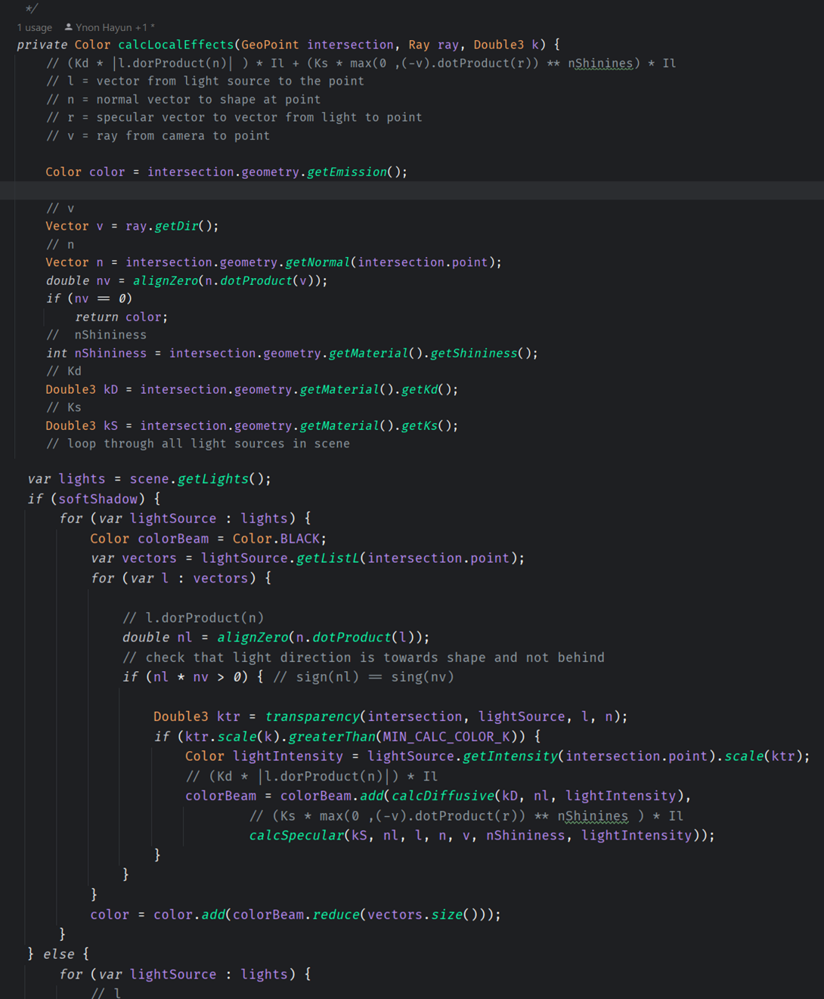 */
1 usage  Ynon Hayun +1 *
private Color calcLocalEffects(GeoPoint intersection, Ray ray, Double3 k) {
// (Kd * |l.dorProduct(n)| ) * Il + (Ks * max(0 ,(-v).dotProduct(r)) ** nShinines) * Il
// l = vector from light source to the point
// n = normal vector to shape at point
// r = specular vector to vector from light to point
// v = ray from camera to point
Color color = intersection.geometry.getEmission();
// v
Vector v = ray.getDir();
// n
Vector n = intersection.geometry.getNormal(intersection.point);
double nv = alignZero(n.dotProduct(v));
if (nv == 0)
return color;
//  nShininess
int nShininess = intersection.geometry.getMaterial().getShininess();
// Kd
Double3 kD = intersection.geometry.getMaterial().getKd();
// Ks
Double3 kS = intersection.geometry.getMaterial().getKs();
// loop through all light sources in scene
var lights = scene.getLights();
if (softShadow) {
for (var lightSource : lights) {
Color colorBeam = Color.BLACK;
var vectors = lightSource.getListL(intersection.point);
for (var l : vectors) {
// l.dorProduct(n)
double nl = alignZero(n.dotProduct(l));
// check that light direction is towards shape and not behind
if (nl * nv > 0) { // sign(nl) == sing(nv)
Double3 ktr = transparency(intersection, lightSource, l, n);
if (ktr.scale(k).greaterThan(MIN_CALC_COLOR_K)) {
Color lightIntensity = lightSource.getIntensity(intersection.point).scale(ktr);
// (Kd * |l.dorProduct(n)|) * Il
colorBeam = colorBeam.add(calcDiffusive(kD, nl, lightIntensity),
// (Ks * max(0 ,(-v).dotProduct(r)) ** nShinines ) * Il
calcSpecular(kS, nl, l, n, v, nShininess, lightIntensity));
}
}
}
color = color.add(colorBeam.reduce(vectors.size()));
}
} else {
for (var lightSource : lights) {
// l